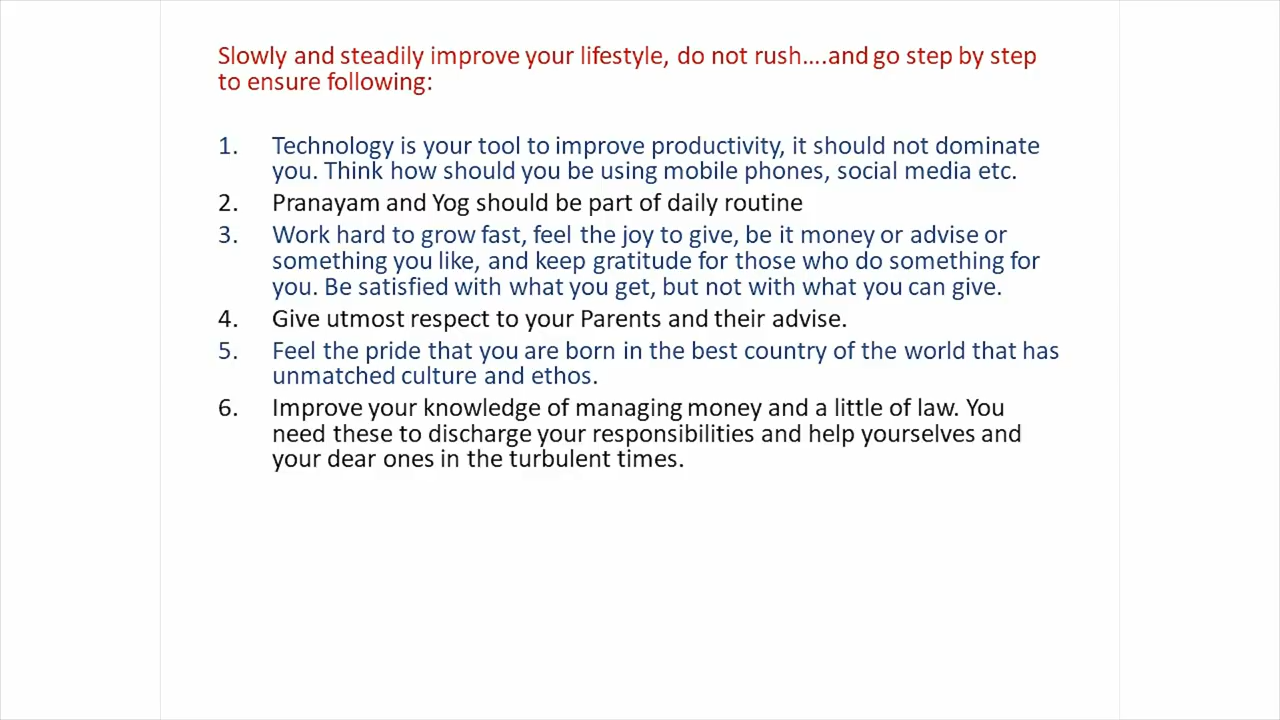 Slowly and steadily improve your lifestyle, do not rush....and go step by step
to ensure following:
1. Technology is your tool to improve productivity, it should not dominate
you. Think how should you be using mobile phones, social media etc.
2. Pranayam and Yog should be part of daily routine
3. Work hard to grow fast, feel the joy to give, be it money or advise or
something you like, and keep gratitude for those who do something for
you. Be satisfied with what you get, but not with what you can give.
4. Give utmost respect to your Parents and their advise.
5. Feel the pride that you are born in the best country of the world that has
unmatched culture and ethos.
6. Improve your knowledge of managing money and a little of law. You
need these to discharge your responsibilities and help yourselves and
your dear ones in the turbulent times.